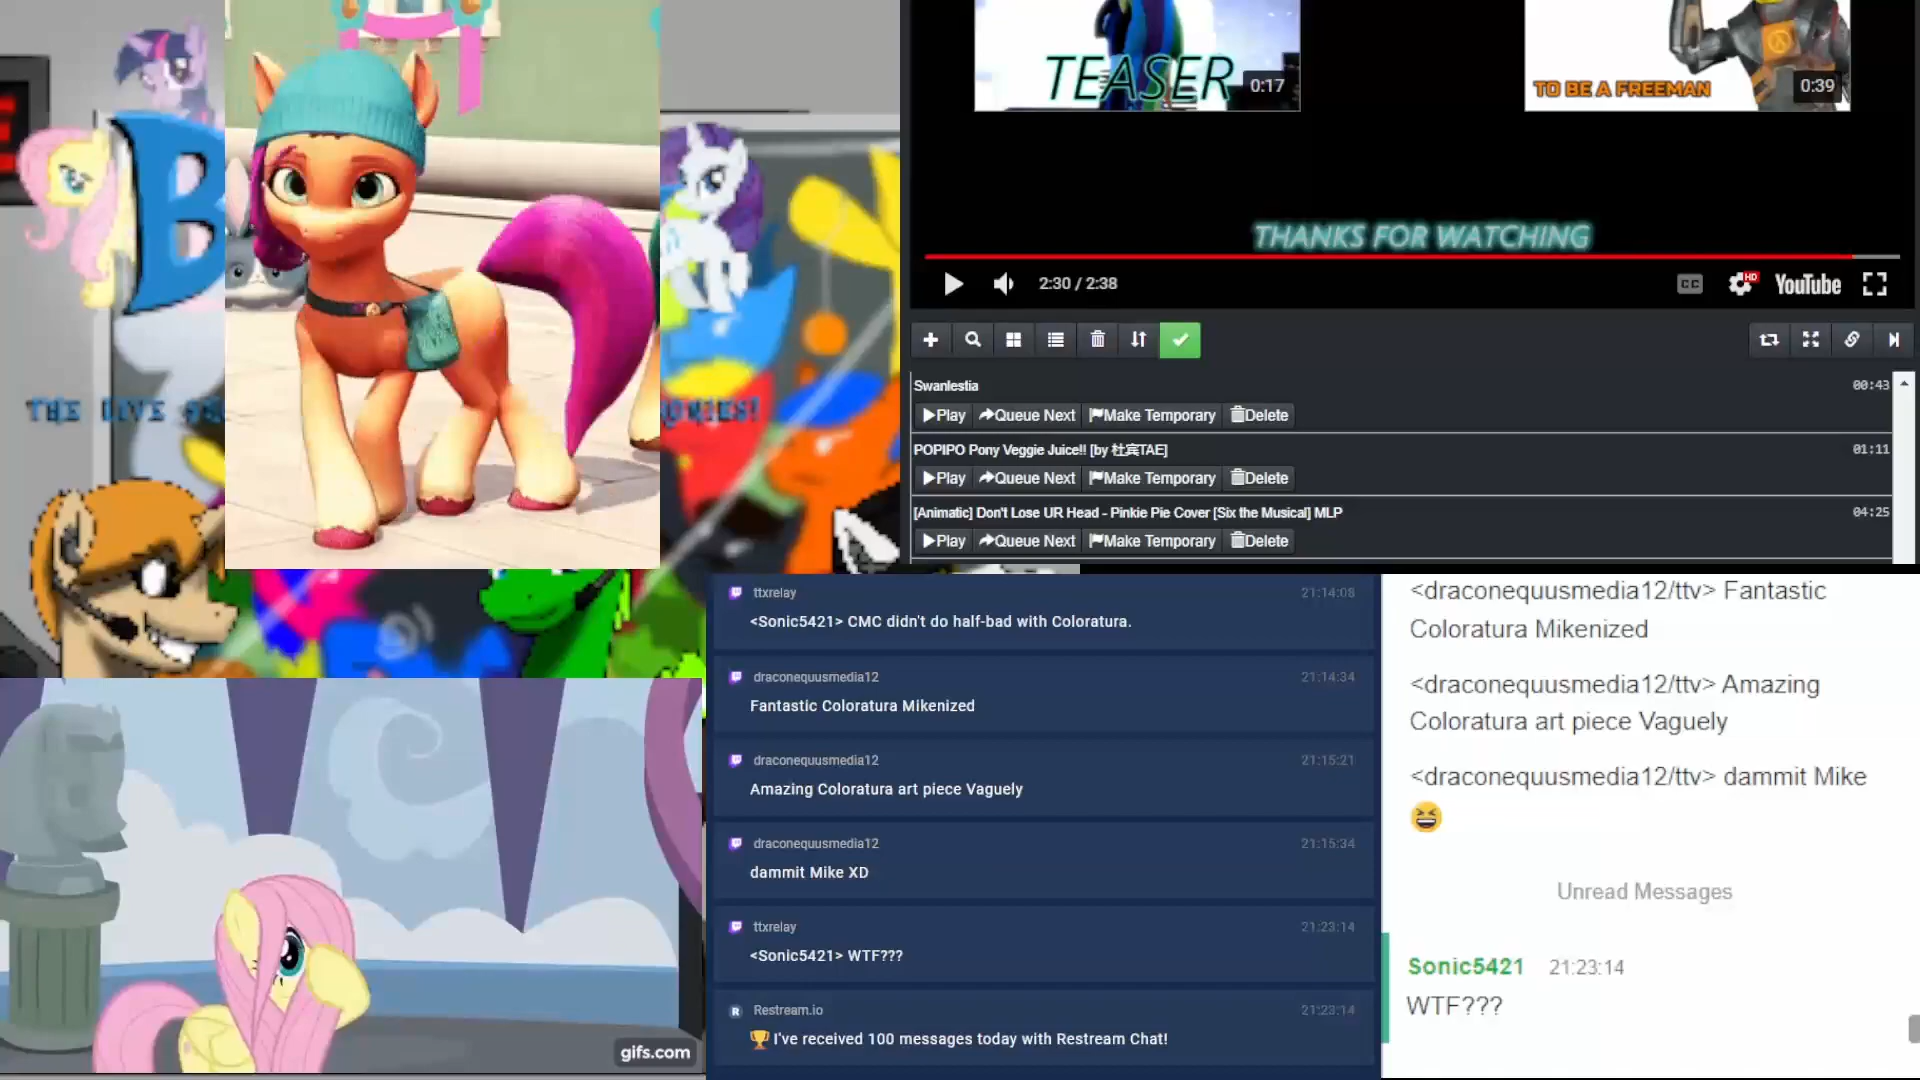 TEASER
0:17
TO BE A FREEMAN
0:39
THANKS FOR WATCHING
2:30 / 2:38
CC
HD
YouTube
Swanlestia
00:43
Play Queue Next Make Temporary Delete
POPIPO Pony Veggie Juice!! [by 杜宾TAE]
01:11
Play Queue Next Make Temporary Delete
[Animatic] Don't Lose UR Head - Pinkie Pie Cover [Six the Musical] MLP
04:25
Play Queue Next Make Temporary Delete
B
THE
ttxrelay
21:14:08
<Sonic5421> CMC didn't do half-bad with Coloratura.
draconequusmedia12
21:14:34
Fantastic Coloratura Mikenized
draconequusmedia12
21:15:21
Amazing Coloratura art piece Vaguely
draconequusmedia12
21:15:34
dammit Mike XD
ttxrelay
21:23:14
<Sonic5421> WTF???
R
Restream.io
21:23:14
I've received 100 messages today with Restream Chat!
<draconequusmedia12/ttv> Fantastic
Coloratura Mikenized
<draconequusmedia12/ttv> Amazing
Coloratura art piece Vaguely
<draconequusmedia12/ttv> dammit Mike
Unread Messages
Sonic5421 21:23:14
WTF???
gifs.com